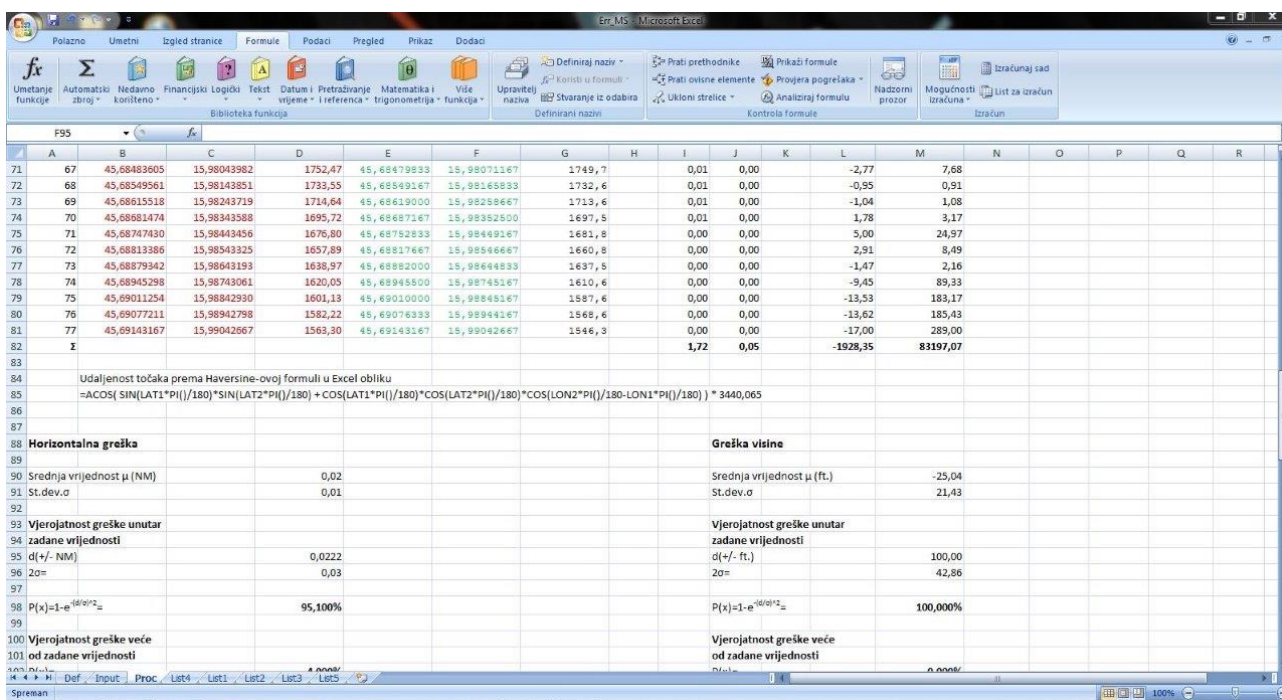 Err_MS - Microsoft Excel
Polazno Umetni Izgled stranice Formule Podaci Pregled Prikaz Dodaci
Umetanje funkcije
Automatski zbroj
Nedavno korišteno
Financijski
Logički
Tekst
Datum i vrijeme
Pretraživanje i referenca
Matematika i trigonometrija
Više funkcija
Biblioteka funkcija
Upravitelj naziva
Definiraj naziv
Koristi u formuli
Stvaranje iz odabira
Definirani nazivi
Prati prethodnike
Prati ovisne elemente
Ukloni strelice
Prikaži formule
Provjera pogrešaka
Analiziraj formulu
Kontrola formule
Nadzorni prozor
Mogućnosti izračuna
Izračunaj sad
List za izračun
Izračun
F95 fx
A B C D E F G H I J K L M N O P Q R
71 67 45,68483605 15,98043982 1752,47 45,68479833 15,98071167 1749,7 0,01 0,00 -2,77 7,68
72 68 45,68549561 15,98143851 1733,55 45,68549167 15,98165833 1732,6 0,01 0,00 -0,95 0,91
73 69 45,68615518 15,98243719 1714,64 45,68619000 15,98258667 1713,6 0,01 0,00 -1,04 1,08
74 70 45,68681474 15,98343588 1695,72 45,68687167 15,98352500 1697,5 0,01 0,00 1,78 3,17
75 71 45,68747430 15,98443456 1676,80 45,68752833 15,98449167 1681,8 0,00 0,00 5,00 24,97
76 72 45,68813386 15,98543325 1657,89 45,68817667 15,98546667 1660,8 0,00 0,00 2,91 8,49
77 73 45,68879342 15,98643193 1638,97 45,68882000 15,98644833 1637,5 0,00 0,00 -1,47 2,16
78 74 45,68945298 15,98743061 1620,05 45,68945500 15,98745167 1610,6 0,00 0,00 -9,45 89,33
79 75 45,69011254 15,98842930 1601,13 45,69010000 15,98845167 1587,6 0,00 0,00 -13,53 183,17
80 76 45,69077211 15,98942798 1582,22 45,69076333 15,98944167 1568,6 0,00 0,00 -13,62 185,43
81 77 45,69143167 15,99042667 1563,30 45,69143167 15,99042667 1546,3 0,00 0,00 -17,00 289,00
82 Σ 1,72 0,05 -1928,35 83197,07
83
84 Udaljenost točaka prema Haversine-ovoj formuli u Excel obliku
85 =ACOS( SIN(LAT1*PI()/180)*SIN(LAT2*PI()/180) + COS(LAT1*PI()/180)*COS(LAT2*PI()/180)*COS(LON2*PI()/180-LON1*PI()/180) ) * 3440,065
86
87
88 Horizontalna greška Greška visine
89
90 Srednja vrijednost μ (NM) 0,02 Srednja vrijednost μ (ft.) -25,04
91 St.dev.σ 0,01 St.dev.σ 21,43
92
93 Vjerojatnost greške unutar Vjerojatnost greške unutar
94 zadane vrijednosti zadane vrijednosti
95 d(+/- NM) 0,0222 d(+/- ft.) 100,00
96 2σ= 0,03 2σ= 42,86
97
98 P(x)=1-e^-(d/σ)^2= 95,100% P(x)=1-e^-(d/σ)^2= 100,000%
99
100 Vjerojatnost greške veće Vjerojatnost greške veće
101 od zadane vrijednosti od zadane vrijednosti
Def Input Proc List4 List1 List2 List3 List5
Spreman 100%